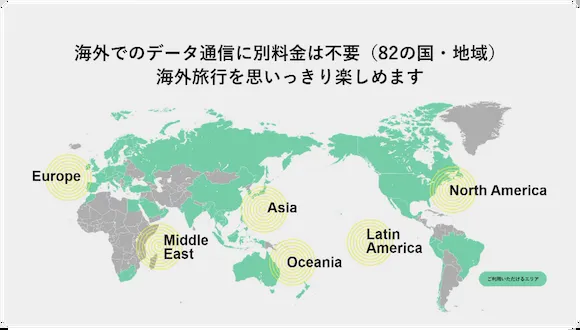 海外でのデータ通信に別料金は不要（82の国・地域）
海外旅行を思いっきり楽しめます
Europe
Asia
North America
Middle
East
Oceania
Latin
America
ご利用いただけるエリア